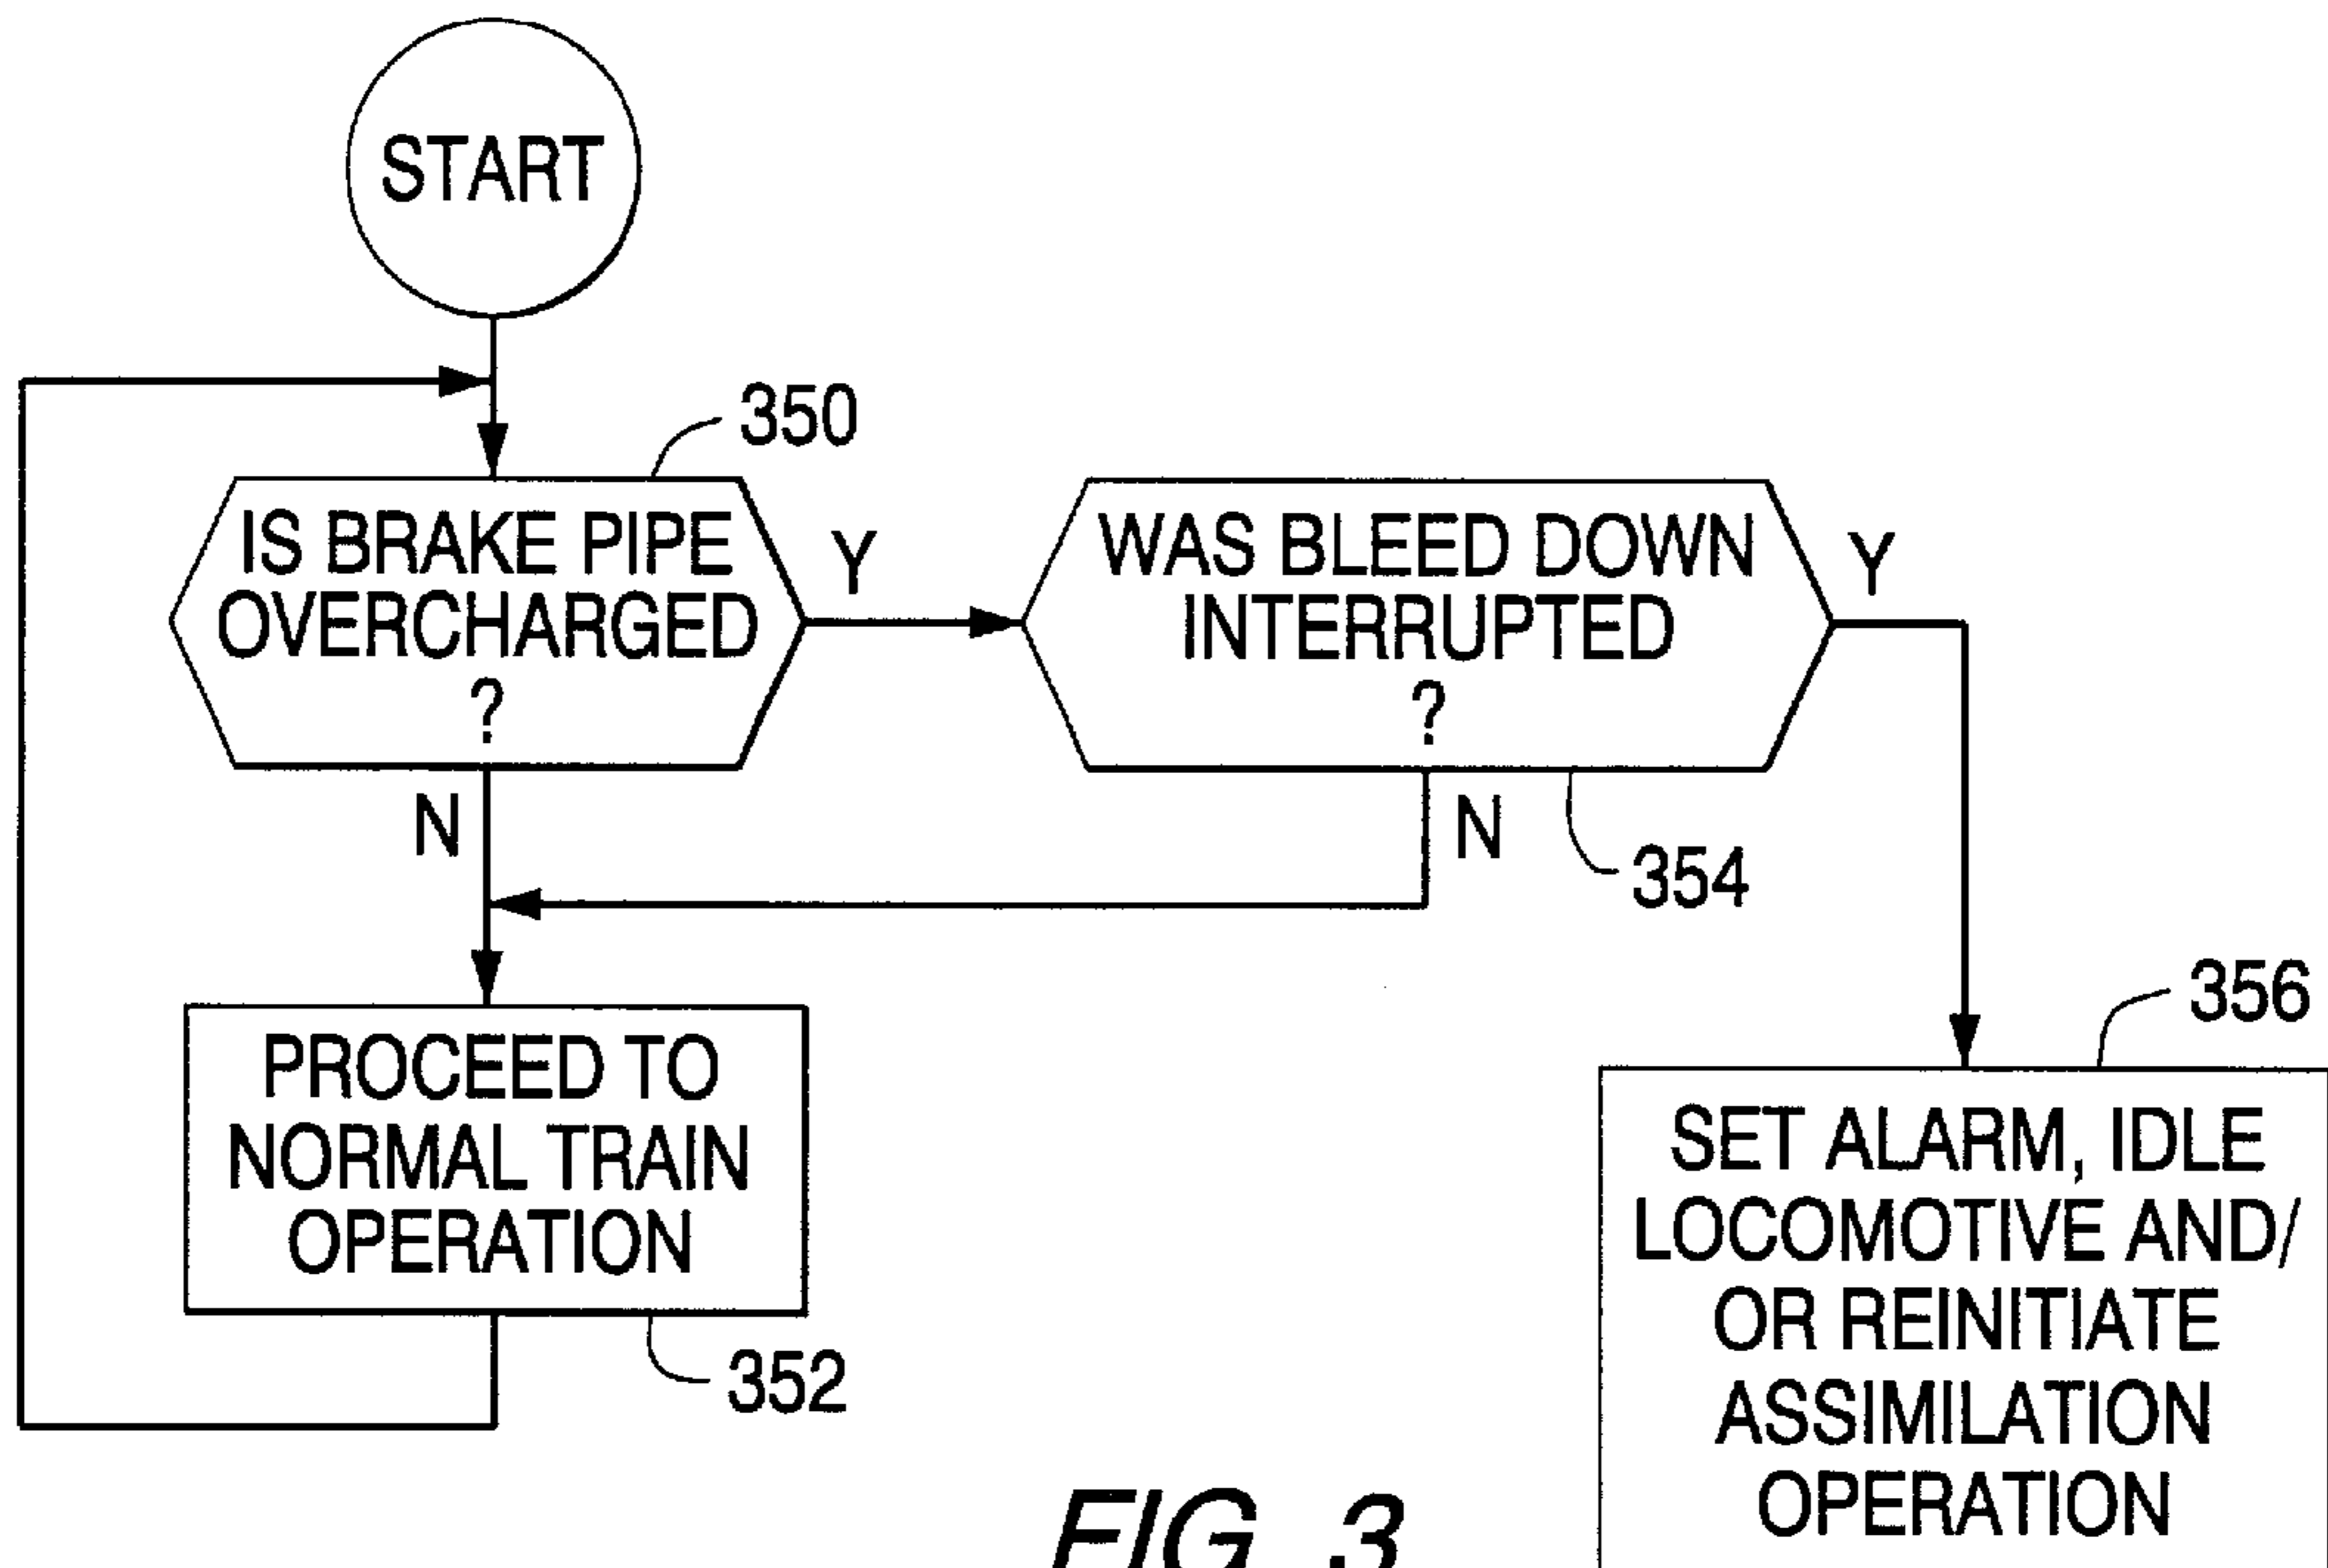 START
350
IS BRAKE PIPE
OVERCHARGED
?
Y
WAS BLEED DOWN
INTERRUPTED
?
Y
N
N
354
PROCEED TO
NORMAL TRAIN
OPERATION
352
356
SET ALARM, IDLE
LOCOMOTIVE AND/
OR REINITIATE
ASSIMILATION
OPERATION
FIG. 3